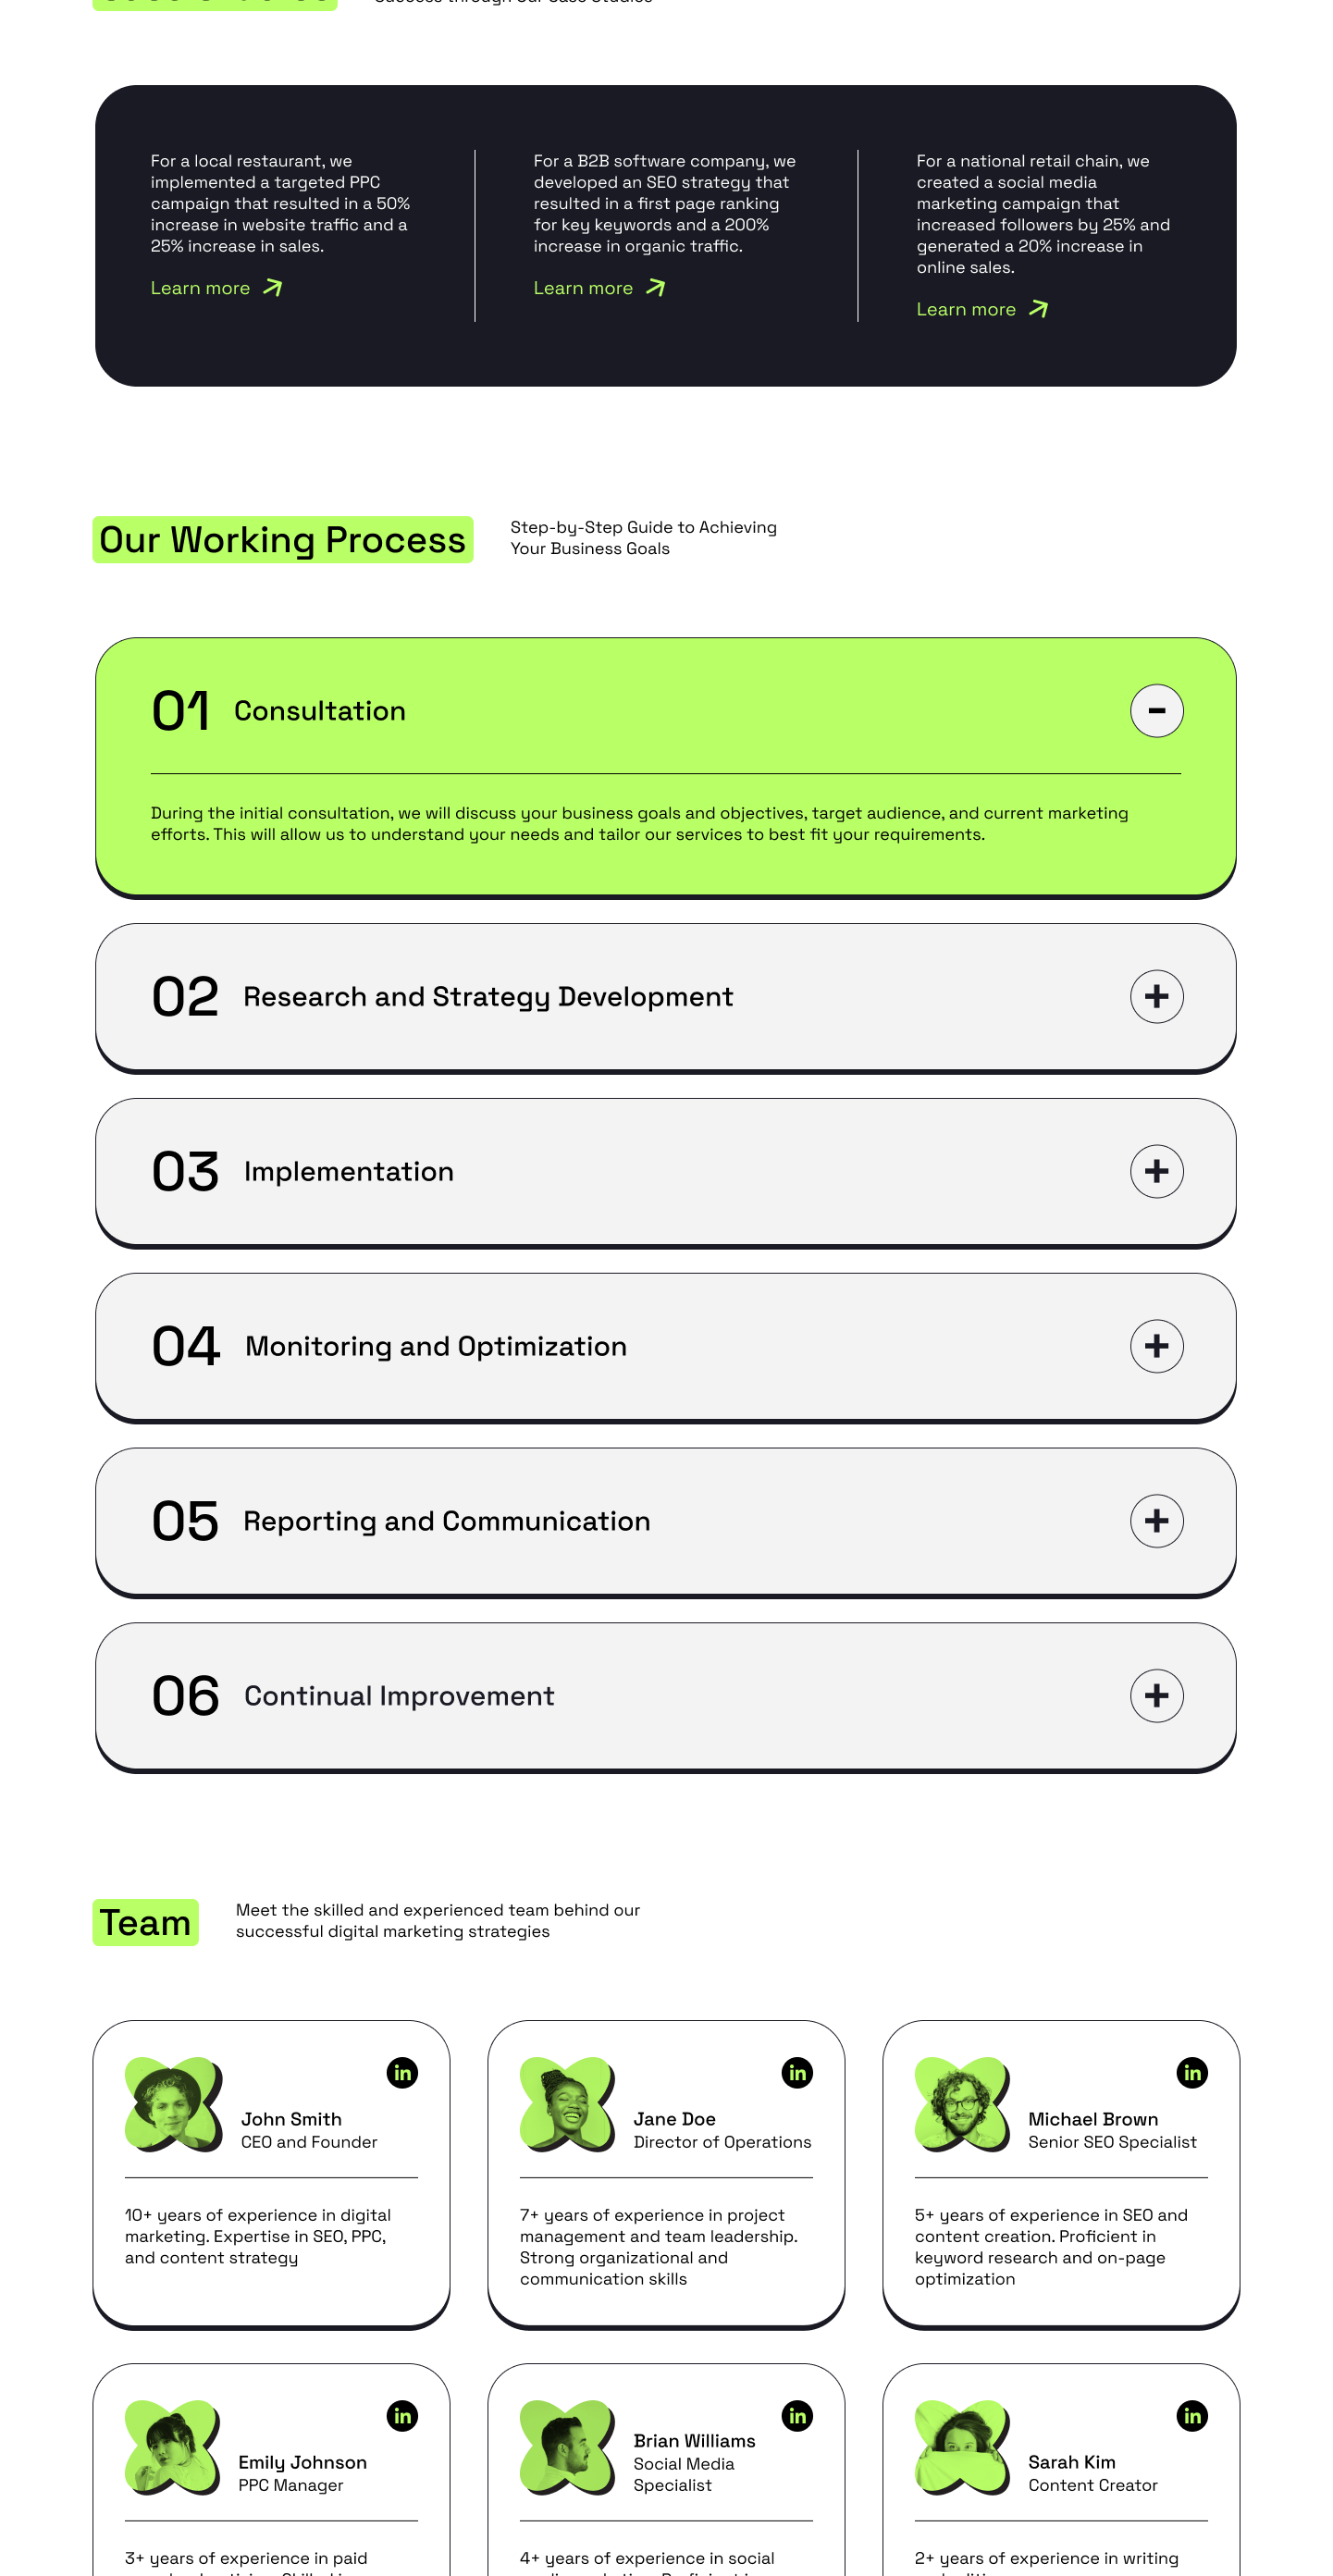 For a local restaurant, we
implemented a targeted PPC
campaign that resulted in a 50%
increase in website traffic and a
25% increase in sales.
Learn more
For a B2B software company, we
developed an SEO strategy that
resulted in a first page ranking
for key keywords and a 200%
increase in organic traffic.
Learn more
For a national retail chain, we
created a social media
marketing campaign that
increased followers by 25% and
generated a 20% increase in
online sales.
Learn more
Our Working Process
Step-by-Step Guide to Achieving
Your Business Goals
01 Consultation
During the initial consultation, we will discuss your business goals and objectives, target audience, and current marketing
efforts. This will allow us to understand your needs and tailor our services to best fit your requirements.
02 Research and Strategy Development
03 Implementation
04 Monitoring and Optimization
05 Reporting and Communication
06 Continual Improvement
Team
Meet the skilled and experienced team behind our
successful digital marketing strategies
in
John Smith
CEO and Founder
10+ years of experience in digital
marketing. Expertise in SEO, PPC,
and content strategy
in
Jane Doe
Director of Operations
7+ years of experience in project
management and team leadership.
Strong organizational and
communication skills
in
Michael Brown
Senior SEO Specialist
5+ years of experience in SEO and
content creation. Proficient in
keyword research and on-page
optimization
in
Emily Johnson
PPC Manager
3+ years of experience in paid
in
Brian Williams
Social Media
Specialist
4+ years of experience in social
in
Sarah Kim
Content Creator
2+ years of experience in writing